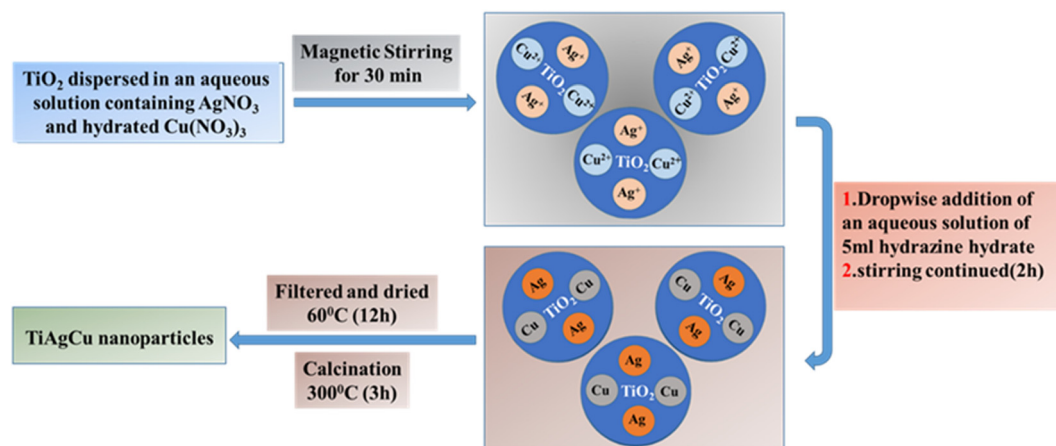 TiO₂ dispersed in an aqueous
solution containing AgNO₃
and hydrated Cu(NO₃)₃
Magnetic Stirring
for 30 min
Cu²⁺ Ag⁺
TiO₂
Ag⁺ Cu²⁺
Ag⁺ Cu²⁺
TiO₂
Cu²⁺ Ag⁺
Ag⁺
Cu²⁺ TiO₂ Cu²⁺
Ag⁺
1.Dropwise addition of
an aqueous solution of
5ml hydrazine hydrate
2.stirring continued(2h)
Ag Cu
TiO₂
Cu Ag
Cu Ag
TiO₂
Ag Cu
Ag
Cu TiO₂ Cu
Ag
Filtered and dried
60⁰C (12h)
Calcination
300⁰C (3h)
TiAgCu nanoparticles